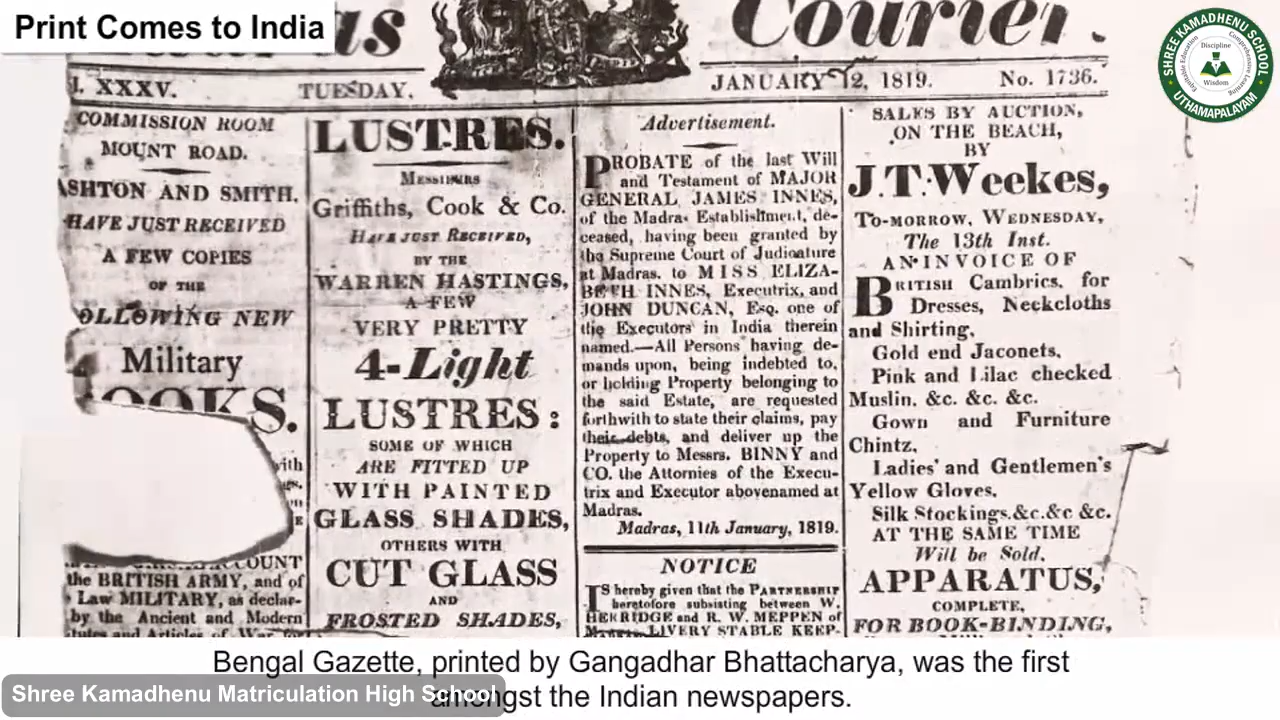 Print Comes to India
as Courier.
J. XXXV. TUESDAY, JANUARY 12, 1819. No. 1736.
COMMISSION ROOM
MOUNT ROAD.
ASHTON AND SMITH,
HAVE JUST RECEIVED
A FEW COPIES
OF THE
OLLOWING NEW
Military
OOKS.
with
COUNT
the BRITISH ARMY, and of
Law MILITARY, as declar-
by the Ancient and Modern
tutes and Articles of War for
LUSTRES.
MESSIEURS
Griffiths, Cook & Co.
HAVE JUST RECEIVED,
BY THE
WARREN HASTINGS,
A FEW
VERY PRETTY
4-Light
LUSTRES:
SOME OF WHICH
ARE FITTED UP
WITH PAINTED
GLASS SHADES,
OTHERS WITH
CUT GLASS
AND
FROSTED SHADES,
Advertisement.
PROBATE of the last Will
and Testament of MAJOR
GENERAL JAMES INNES,
of the Madras Establishment, de-
ceased, having been granted by
the Supreme Court of Judicature
at Madras, to MISS ELIZA-
BETH INNES, Executrix, and
JOHN DUNCAN, Esq. one of
the Executors in India therein
named.—All Persons having de-
mands upon, being indebted to,
or holding Property belonging to
the said Estate, are requested
forthwith to state their claims, pay
their debts, and deliver up the
Property to Messrs. BINNY and
CO. the Attornies of the Execu-
trix and Executor abovenamed at
Madras.
Madras, 11th January, 1819.
NOTICE
IS hereby given that the PARTNERSHIP
heretofore subsisting between W.
HERRIDGE and R. W. MEPPEN of
Madras LIVERY STABLE KEEP-
SALES BY AUCTION,
ON THE BEACH,
BY
J.T.Weekes,
TO-MORROW, WEDNESDAY,
The 13th Inst.
AN INVOICE OF
BRITISH Cambrics, for
Dresses, Neckcloths
and Shirting,
Gold end Jaconets,
Pink and Lilac checked
Muslin, &c. &c. &c.
Gown and Furniture
Chintz,
Ladies' and Gentlemen's
Yellow Gloves,
Silk Stockings.&c.&c &c.
AT THE SAME TIME
Will be Sold,
APPARATUS,
COMPLETE,
FOR BOOK-BINDING,
SHREE KAMADHENU SCHOOL
UTHAMAPALAYAM
Equitable Education
Discipline
Comprehensive Learning
Wisdom
Bengal Gazette, printed by Gangadhar Bhattacharya, was the first
amongst the Indian newspapers.
Shree Kamadhenu Matriculation High School